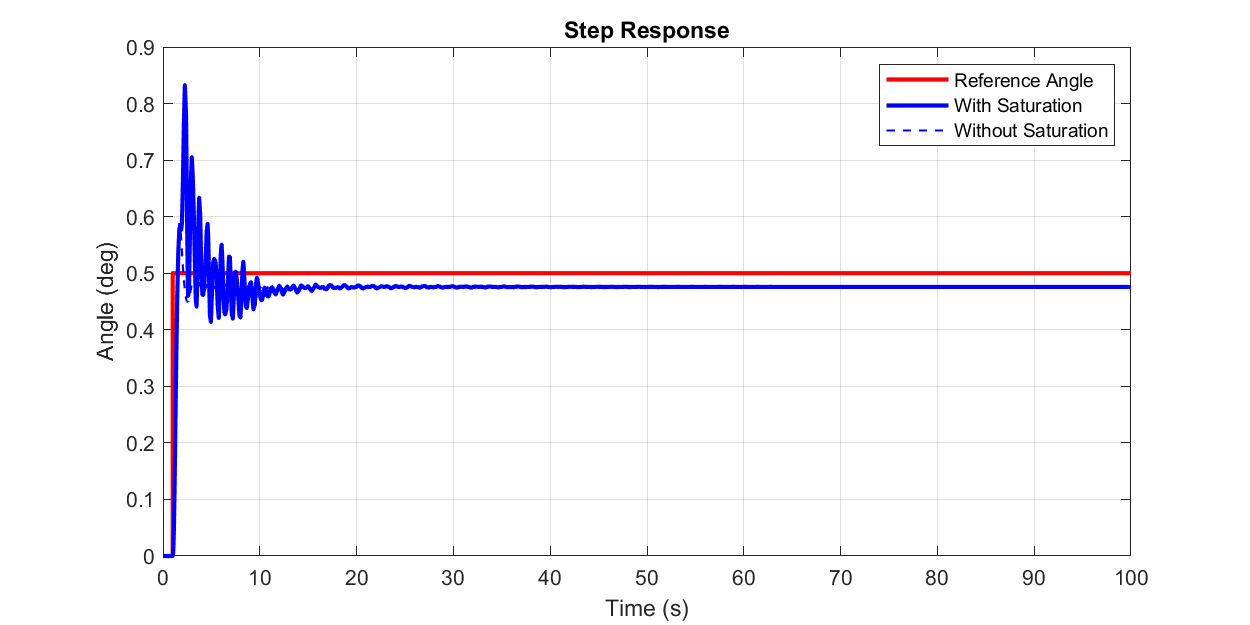 Step Response
Reference Angle
With Saturation
Without Saturation
Angle (deg)
0.9
0.8
0.7
0.6
0.5
0.4
0.3
0.2
0.1
0
0 10 20 30 40 50 60 70 80 90 100
Time (s)